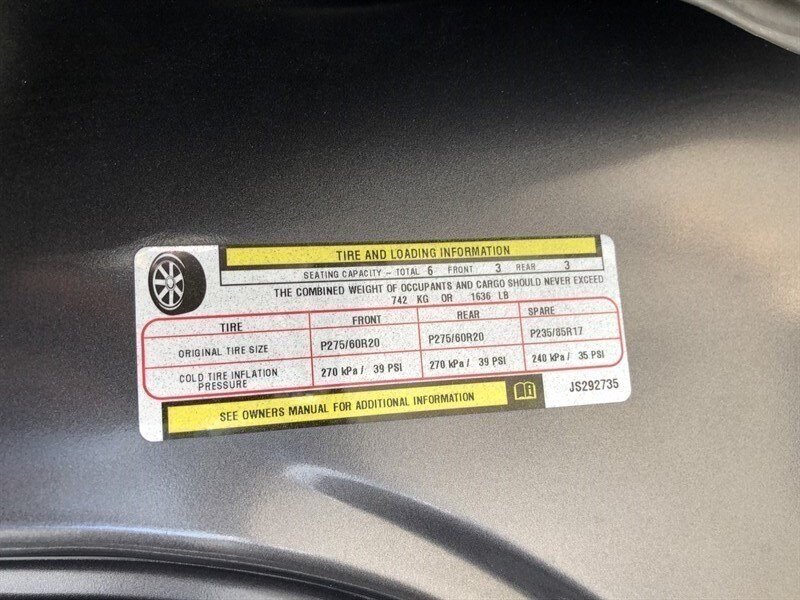 TIRE AND LOADING INFORMATION
SEATING CAPACITY - TOTAL 6 FRONT 3 REAR 3
THE COMBINED WEIGHT OF OCCUPANTS AND CARGO SHOULD NEVER EXCEED
742 KG OR 1636 LB
TIRE FRONT REAR SPARE
ORIGINAL TIRE SIZE P275/60R20 P275/60R20 P235/85R17
COLD TIRE INFLATION PRESSURE 270 kPa / 39 PSI 270 kPa / 39 PSI 240 kPa / 35 PSI
SEE OWNERS MANUAL FOR ADDITIONAL INFORMATION
JS292735